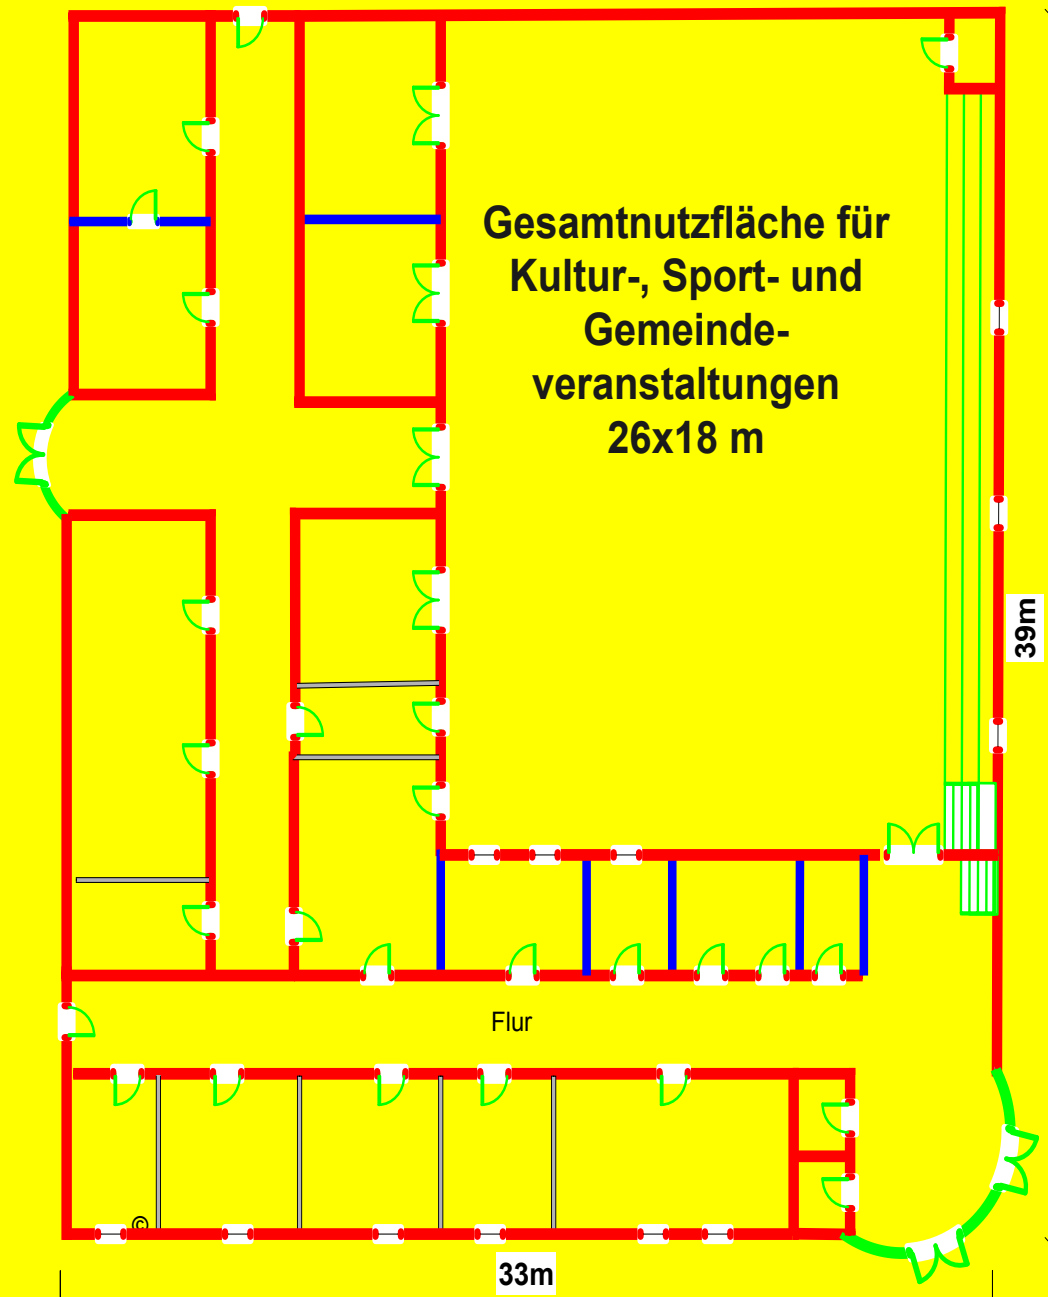 Gesamtnutzfläche für
Kultur-, Sport- und
Gemeinde-
veranstaltungen
26x18 m
39m
Flur
©
33m